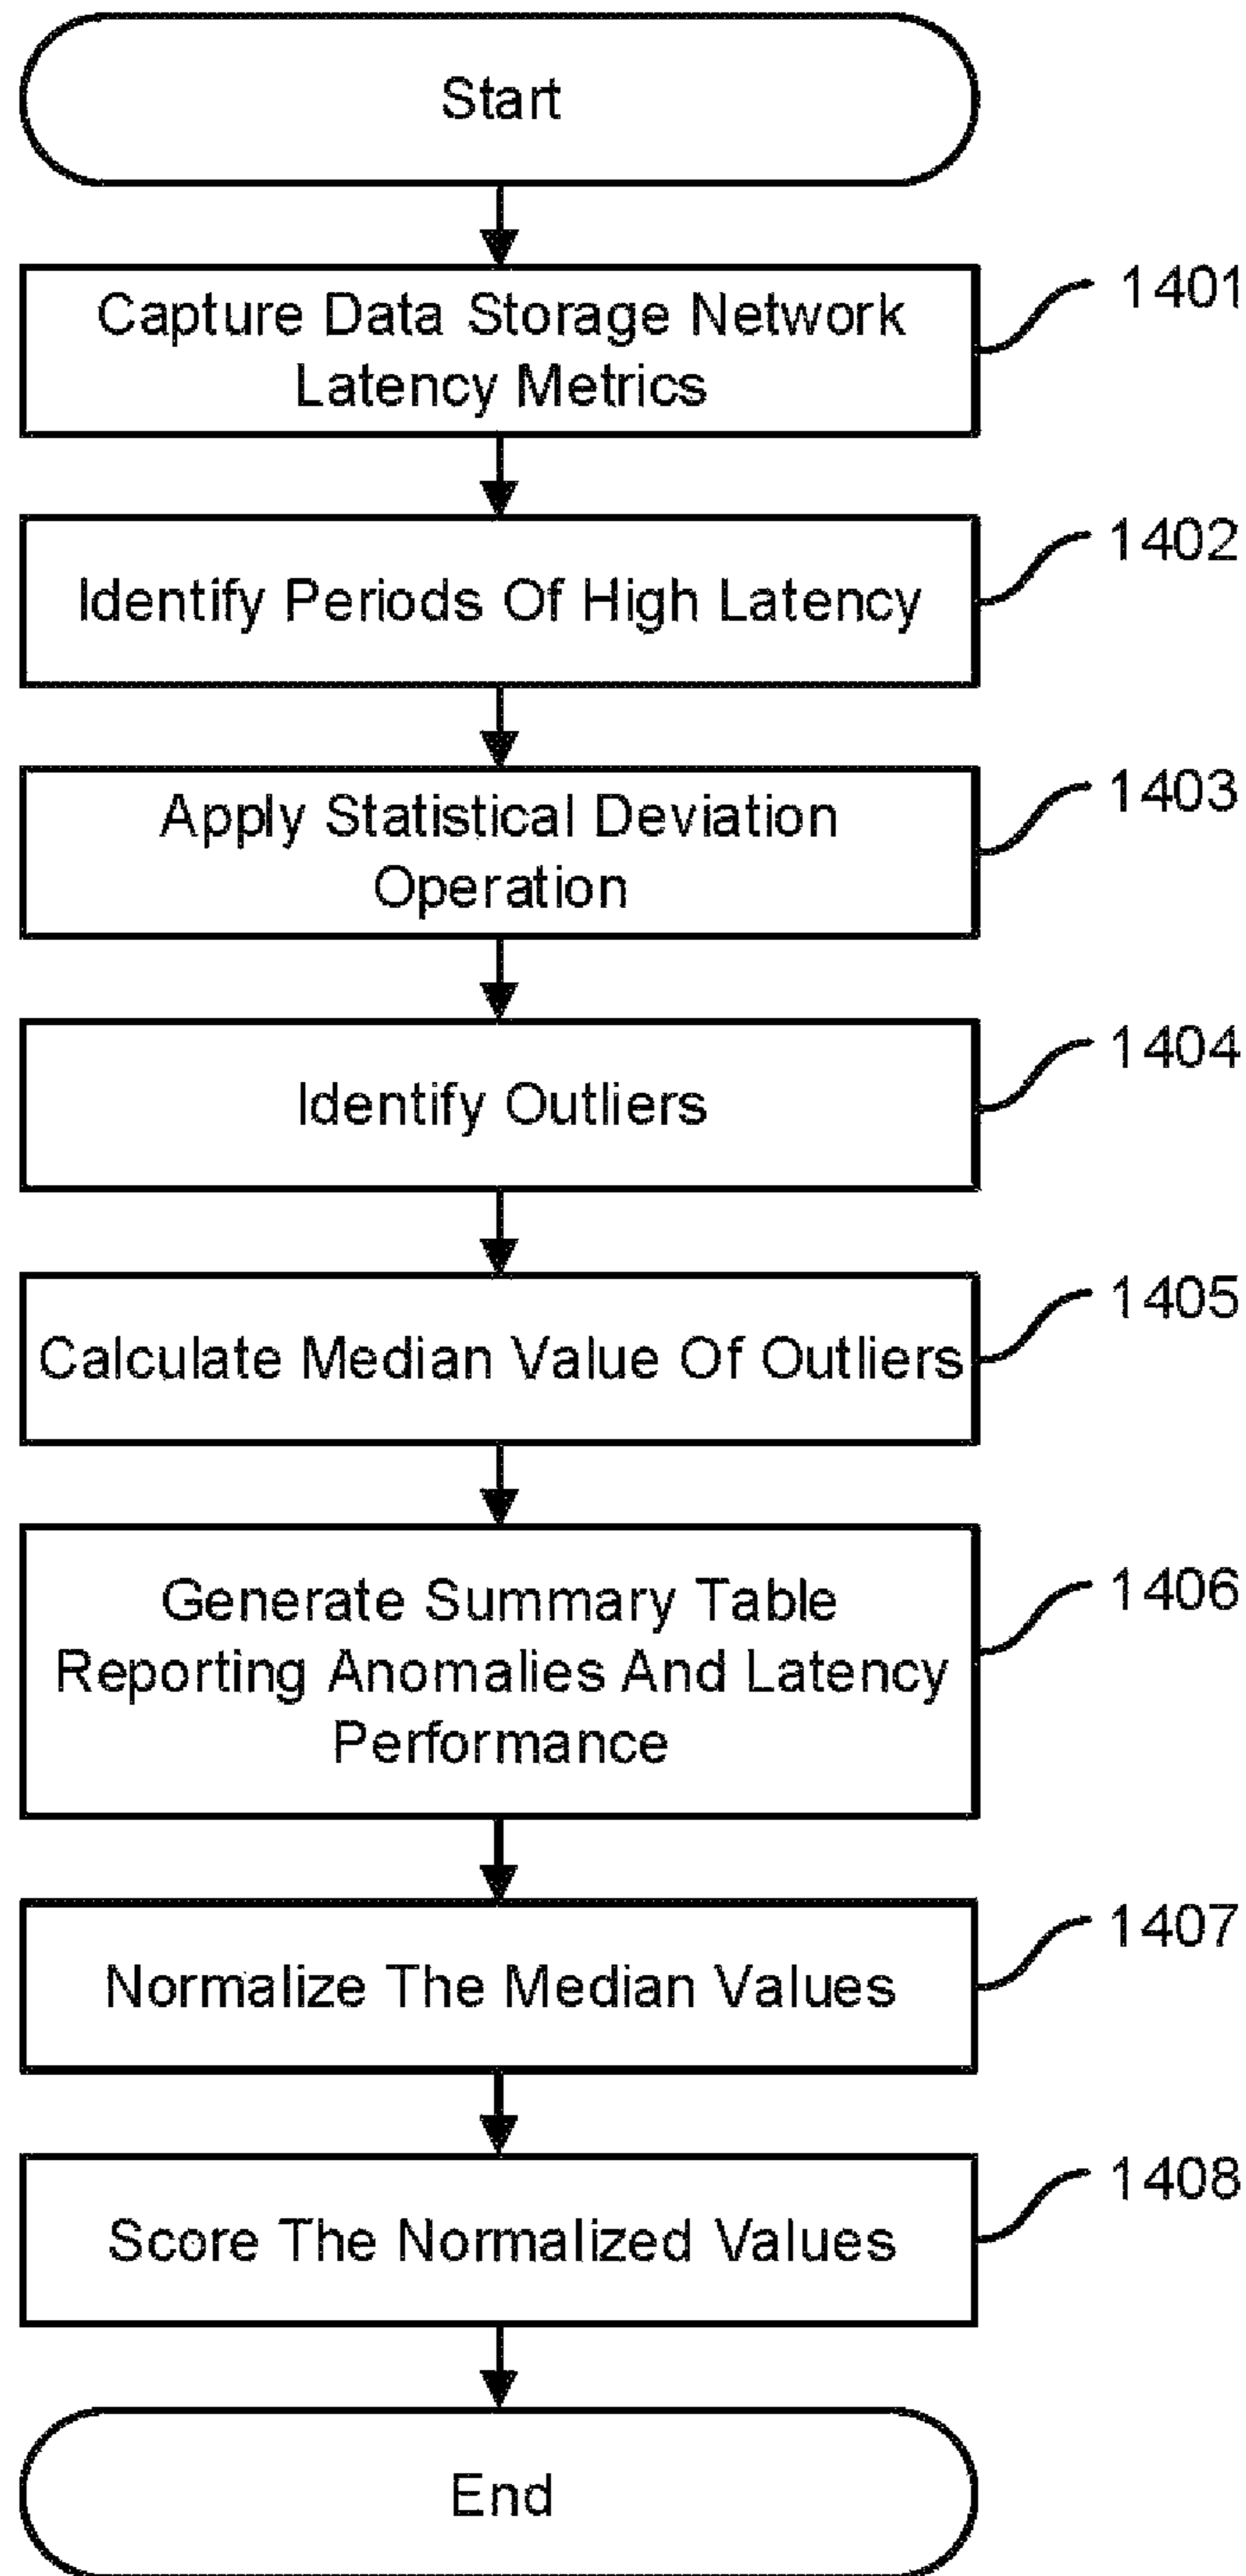 Start
Capture Data Storage Network
Latency Metrics
1401
Identify Periods Of High Latency
1402
Apply Statistical Deviation
Operation
1403
Identify Outliers
1404
Calculate Median Value Of Outliers
1405
Generate Summary Table
Reporting Anomalies And Latency
Performance
1406
Normalize The Median Values
1407
Score The Normalized Values
1408
End